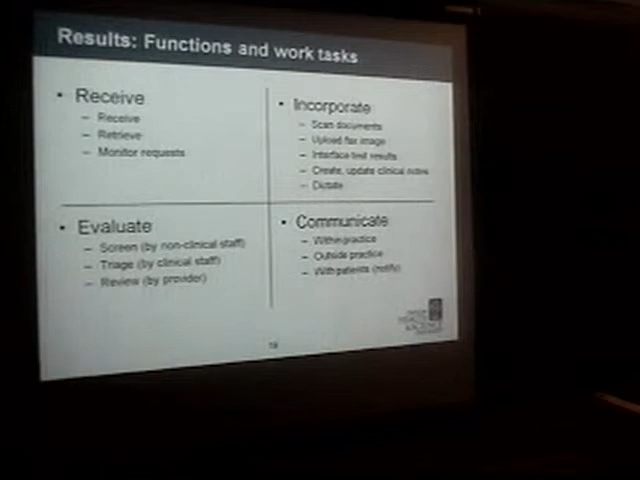 Results: Functions and work tasks
• Receive
– Receive
– Retrieve
– Monitor requests
• Incorporate
– Scan documents
– Upload fax image
– Interface test results
– Create, update clinical notes
– Dictate
• Evaluate
– Screen (by non-clinical staff)
– Triage (by clinical staff)
– Review (by provider)
• Communicate
– Within practice
– Outside practice
– With patients (notify)
HEALTH
&SCIENCE